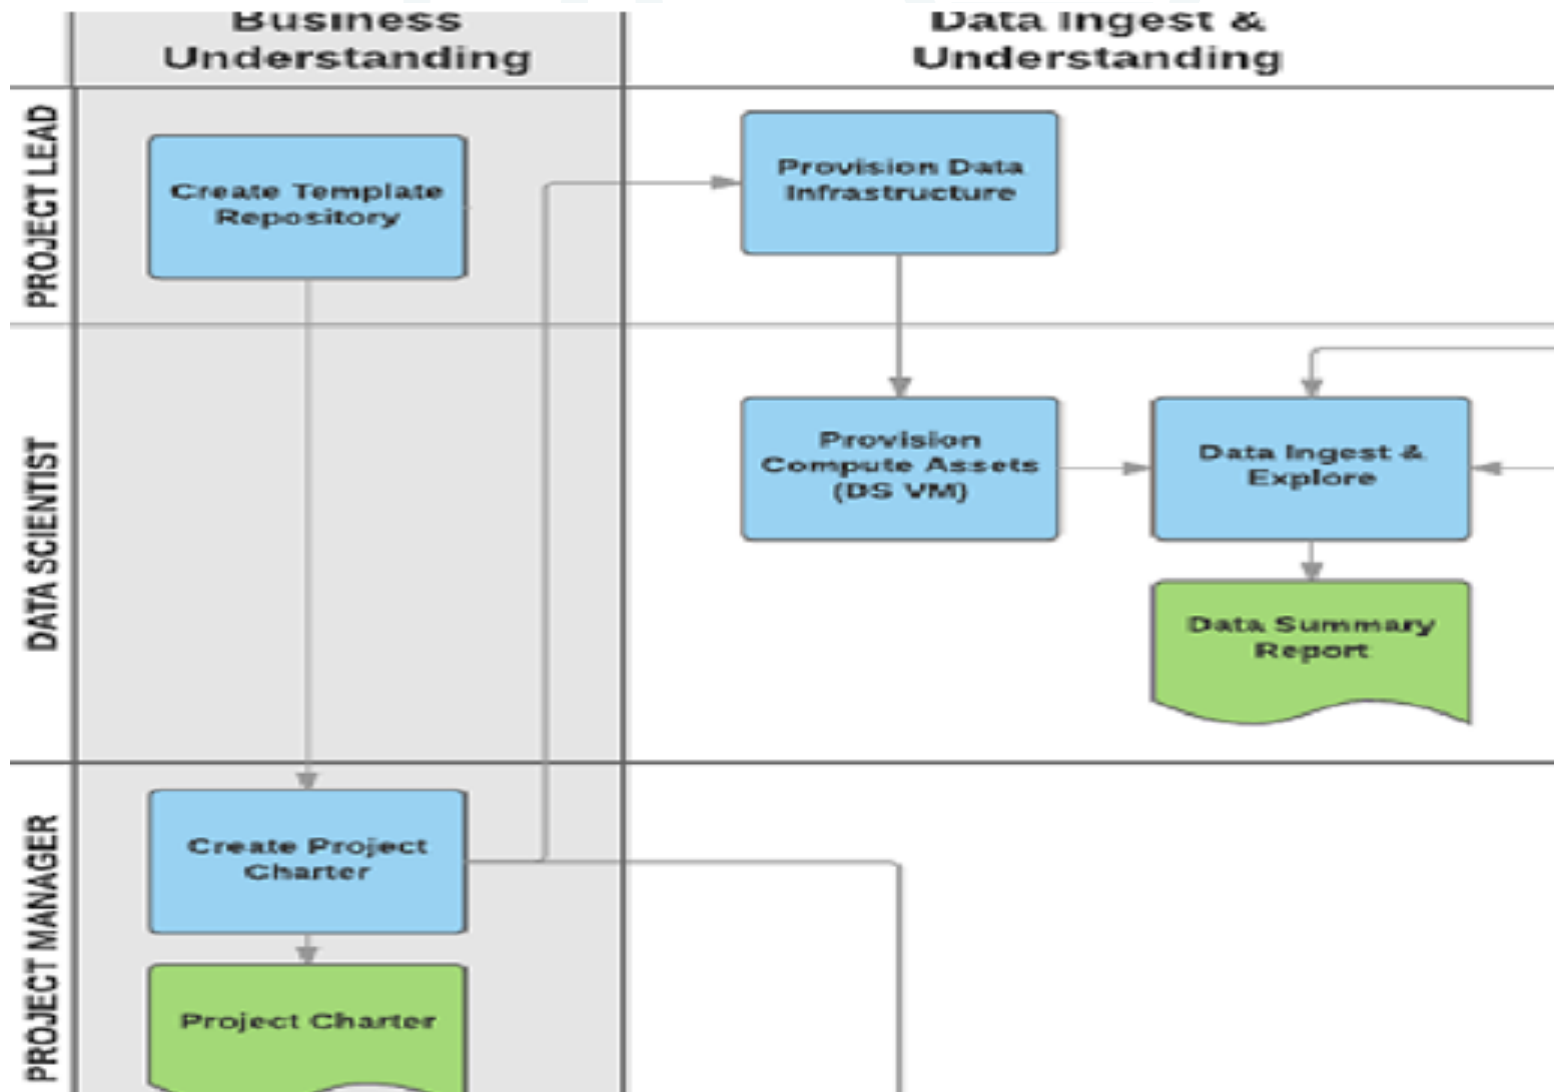 Business
Understanding
Data Ingest &
Understanding
PROJECT LEAD
Create Template
Repository
Provision Data
Infrastructure
DATA SCIENTIST
Provision
Compute Assets
(DS VM)
Data Ingest &
Explore
Data Summary
Report
PROJECT MANAGER
Create Project
Charter
Project Charter